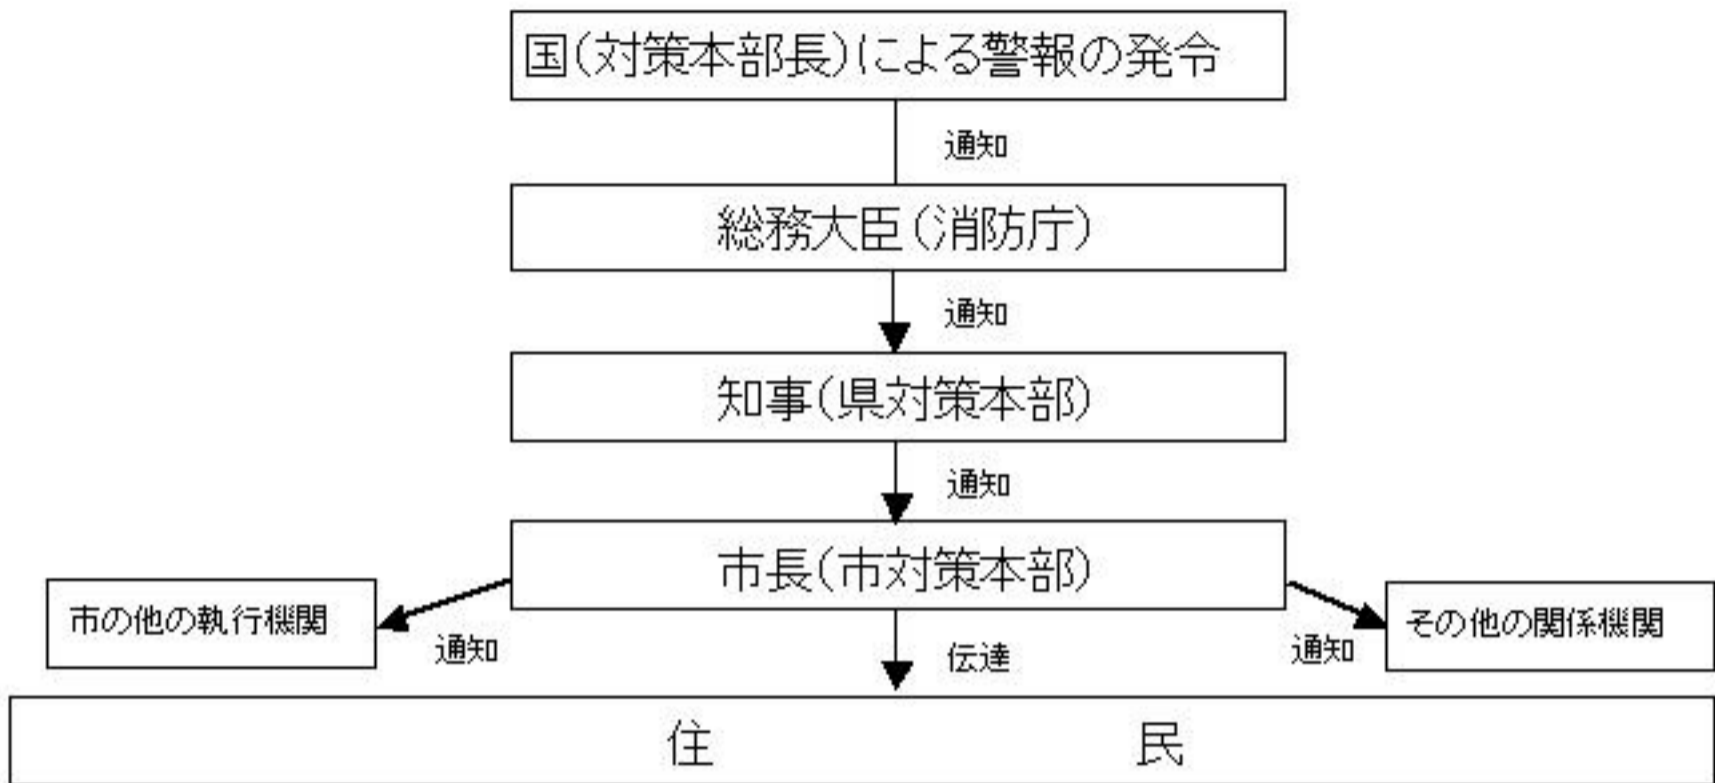 国(対策本部長)による警報の発令
通知
総務大臣(消防庁)
通知
知事(県対策本部)
通知
市長(市対策本部)
市の他の執行機関
通知
伝達
通知
その他の関係機関
住 民